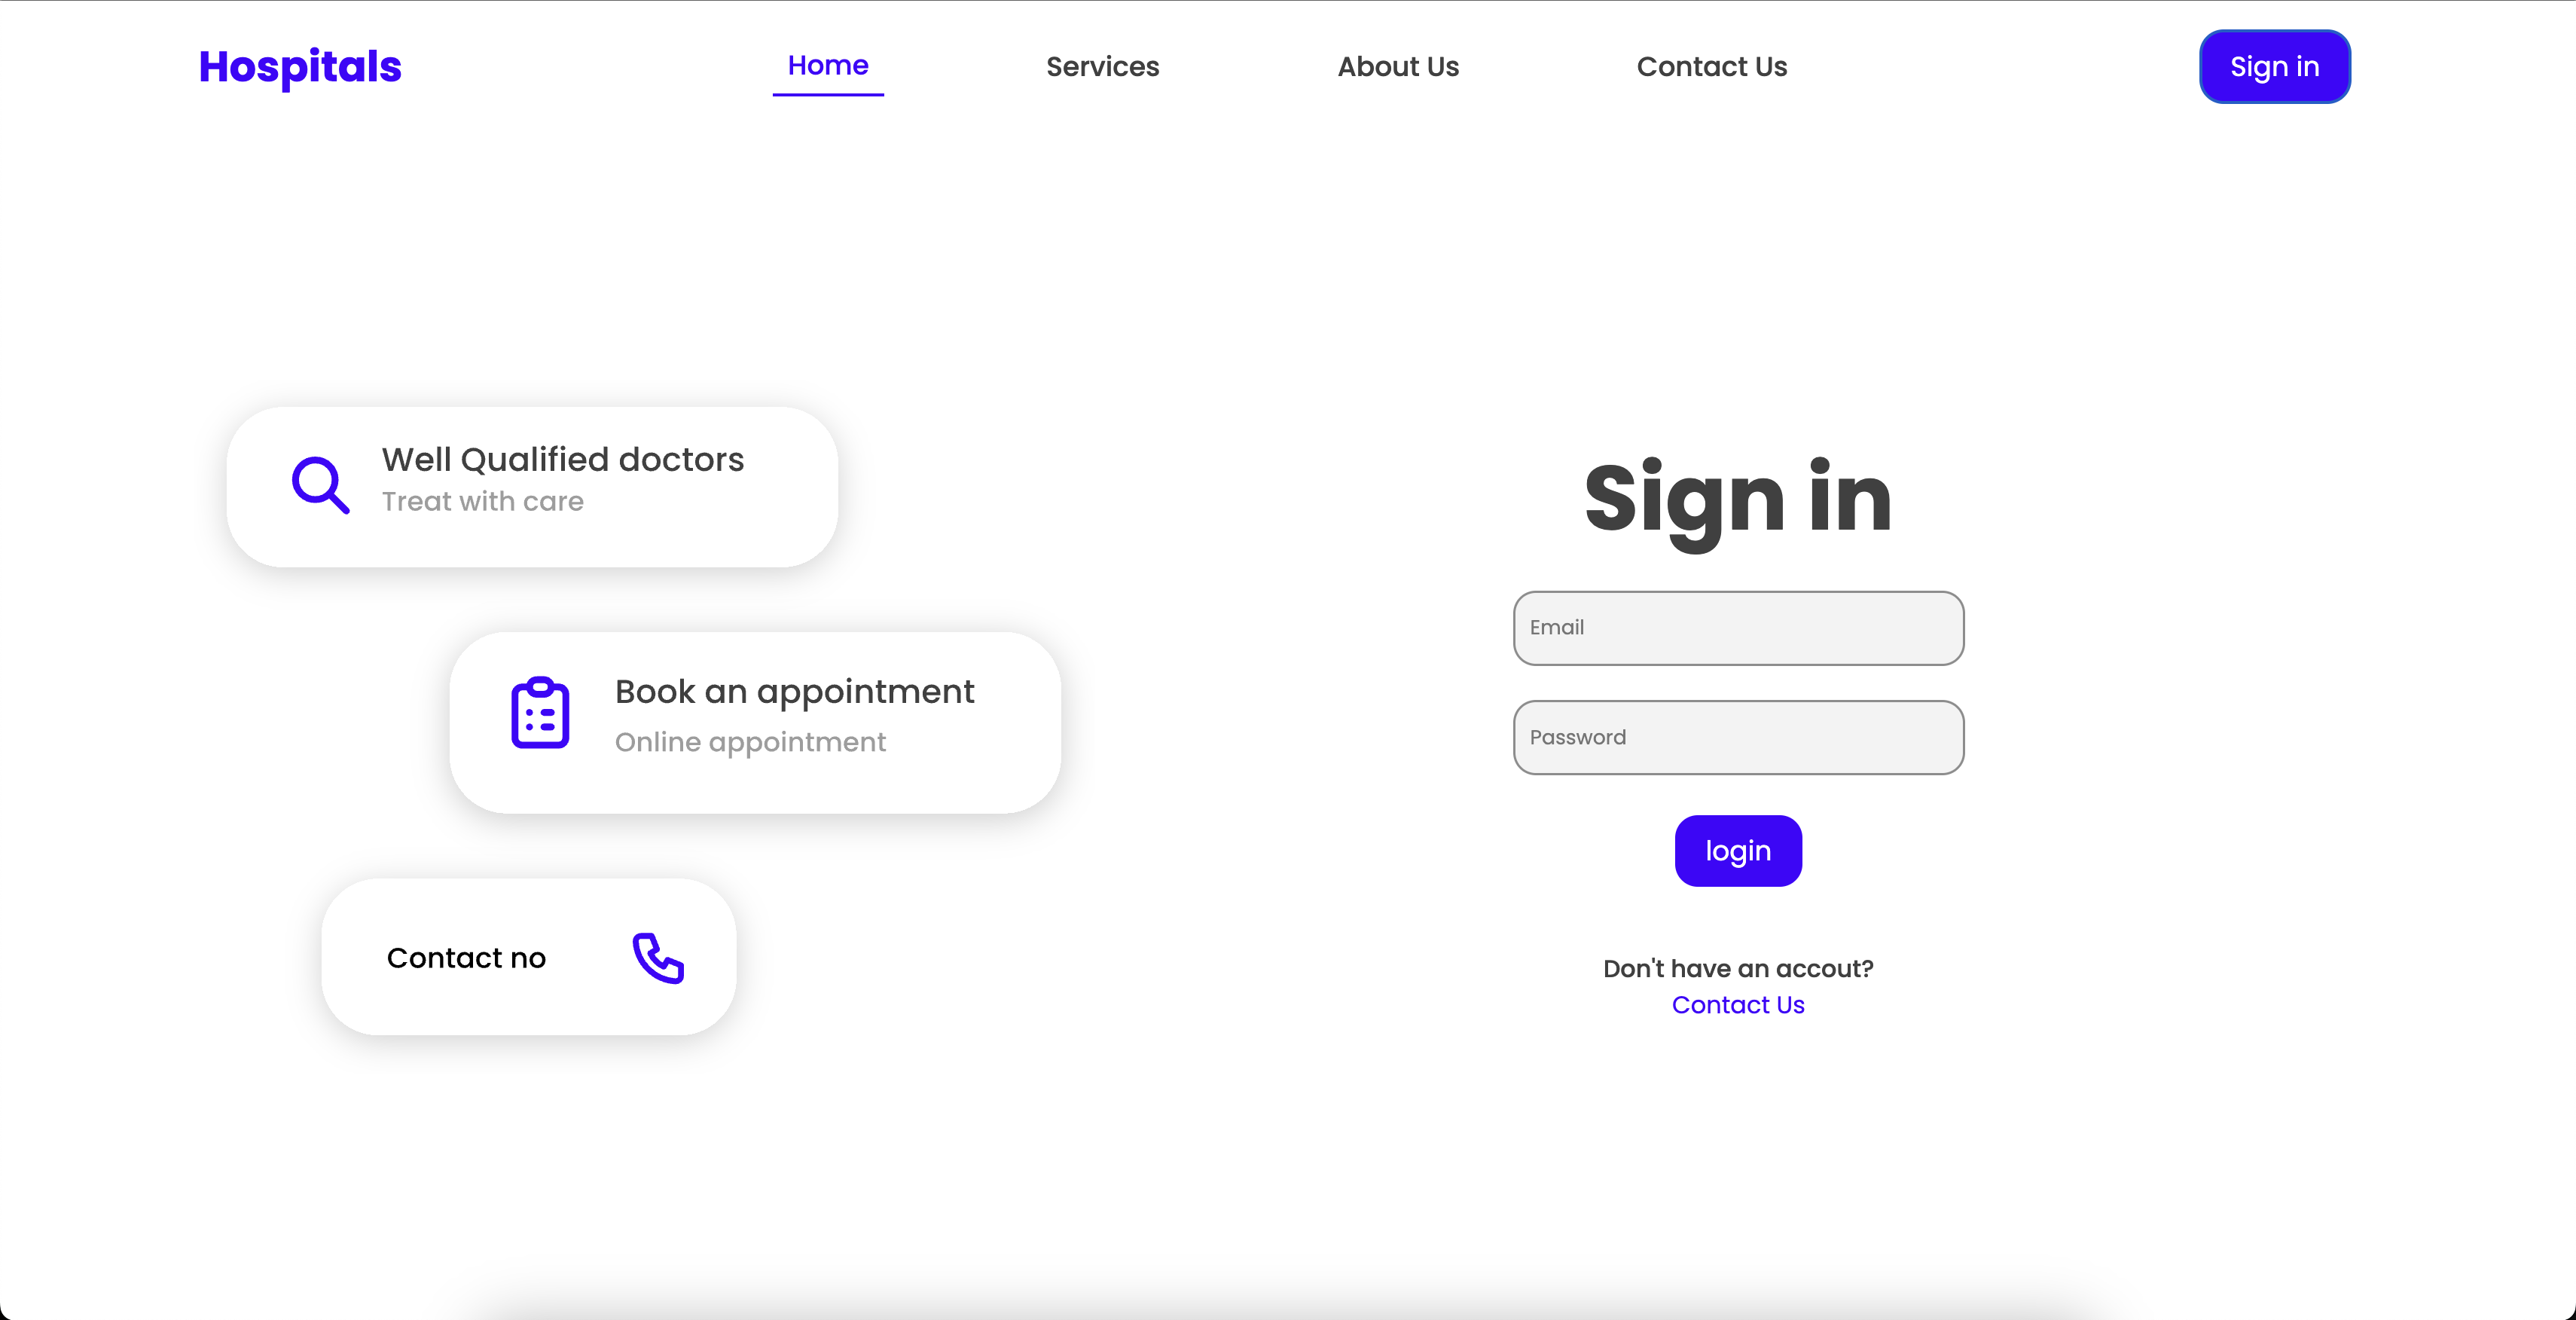 Hospitals
Home
Services
About Us
Contact Us
Sign in
Well Qualified doctors
Treat with care
Book an appointment
Online appointment
Contact no
Sign in
Email
Password
login
Don't have an accout?
Contact Us